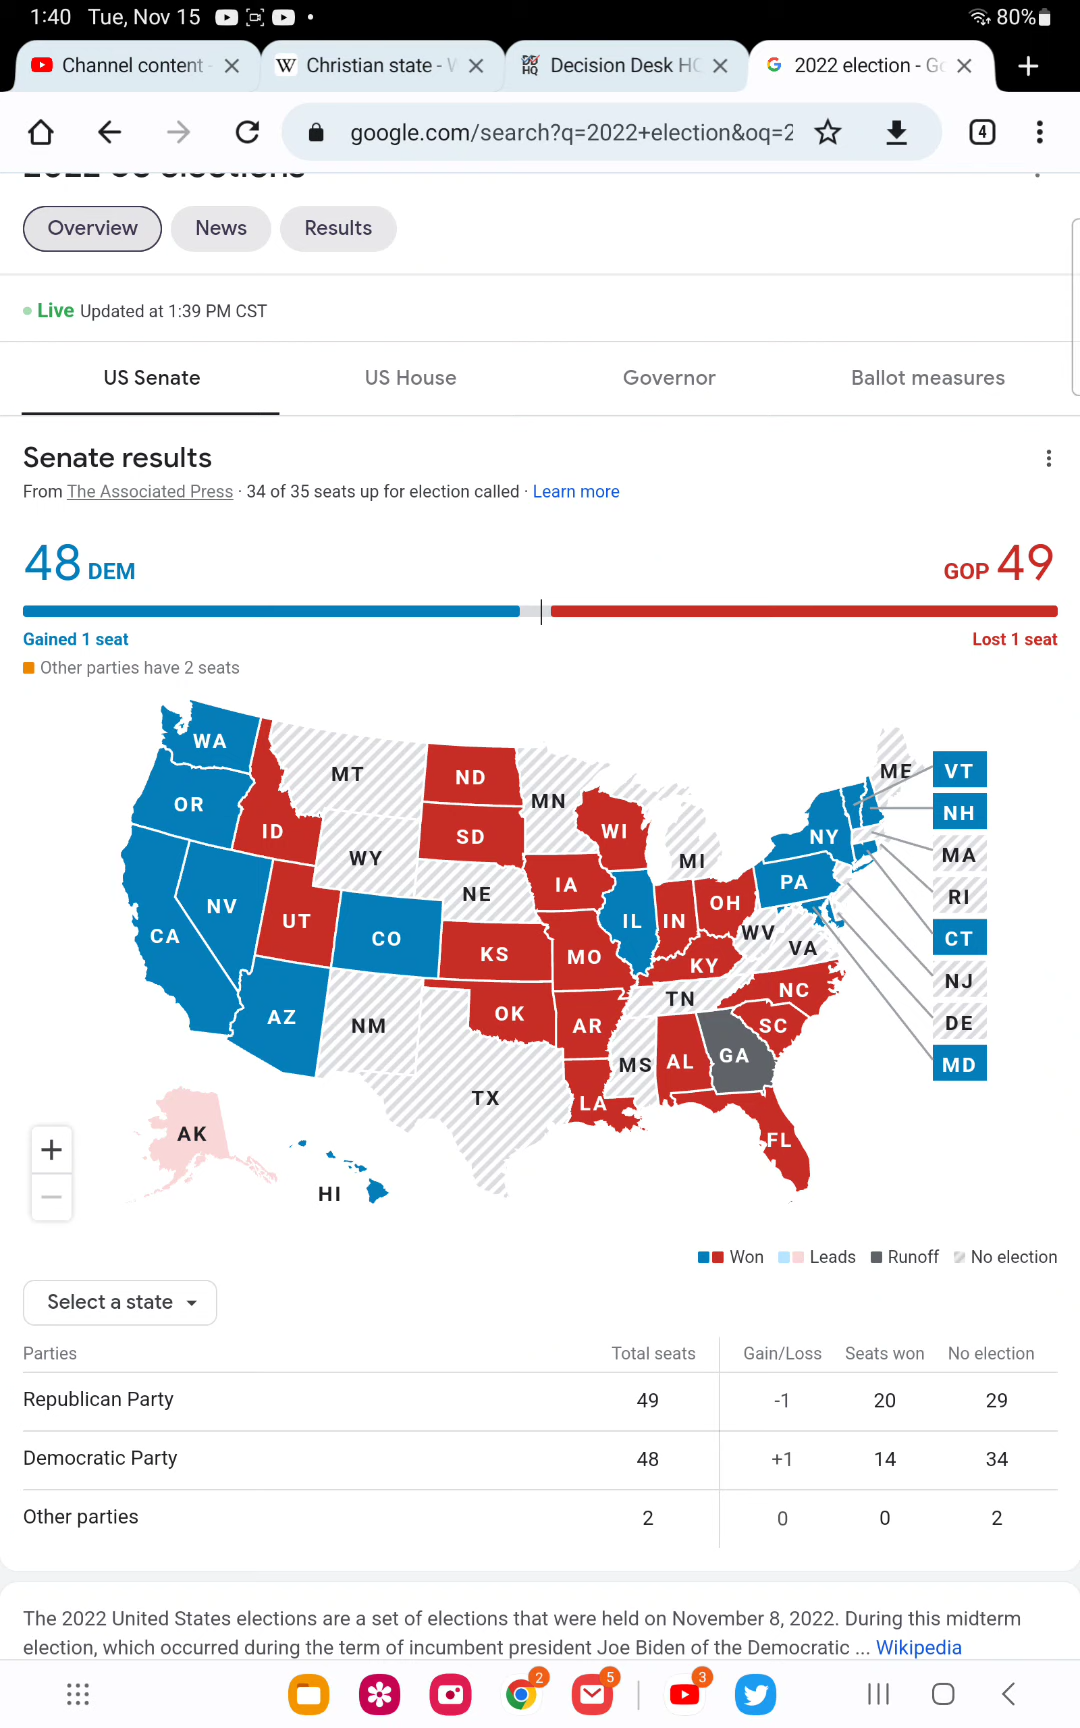 1:40 Tue, Nov 15 80%
Channel content - Christian state - W Decision Desk HQ 2022 election - Go
google.com/search?q=2022+election&oq=2 4
Overview News Results
Live Updated at 1:39 PM CST
US Senate US House Governor Ballot measures
Senate results
From The Associated Press · 34 of 35 seats up for election called · Learn more
48 DEM GOP 49
Gained 1 seat Lost 1 seat
Other parties have 2 seats
WA
MT
ND
ME
VT
OR
ID
SD
MN
WI
NY
NH
WY
MI
MA
NE
IA
PA
RI
NV
UT
CO
IL
IN
OH
WV
VA
CT
CA
KS
MO
KY
NJ
AZ
NM
OK
AR
TN
NC
SC
DE
MS
AL
GA
MD
TX
LA
FL
AK
HI
+
−
Won Leads Runoff No election
Select a state
Parties Total seats Gain/Loss Seats won No election
Republican Party 49 -1 20 29
Democratic Party 48 +1 14 34
Other parties 2 0 0 2
The 2022 United States elections are a set of elections that were held on November 8, 2022. During this midterm
election, which occurred during the term of incumbent president Joe Biden of the Democratic ... Wikipedia
2 5 3